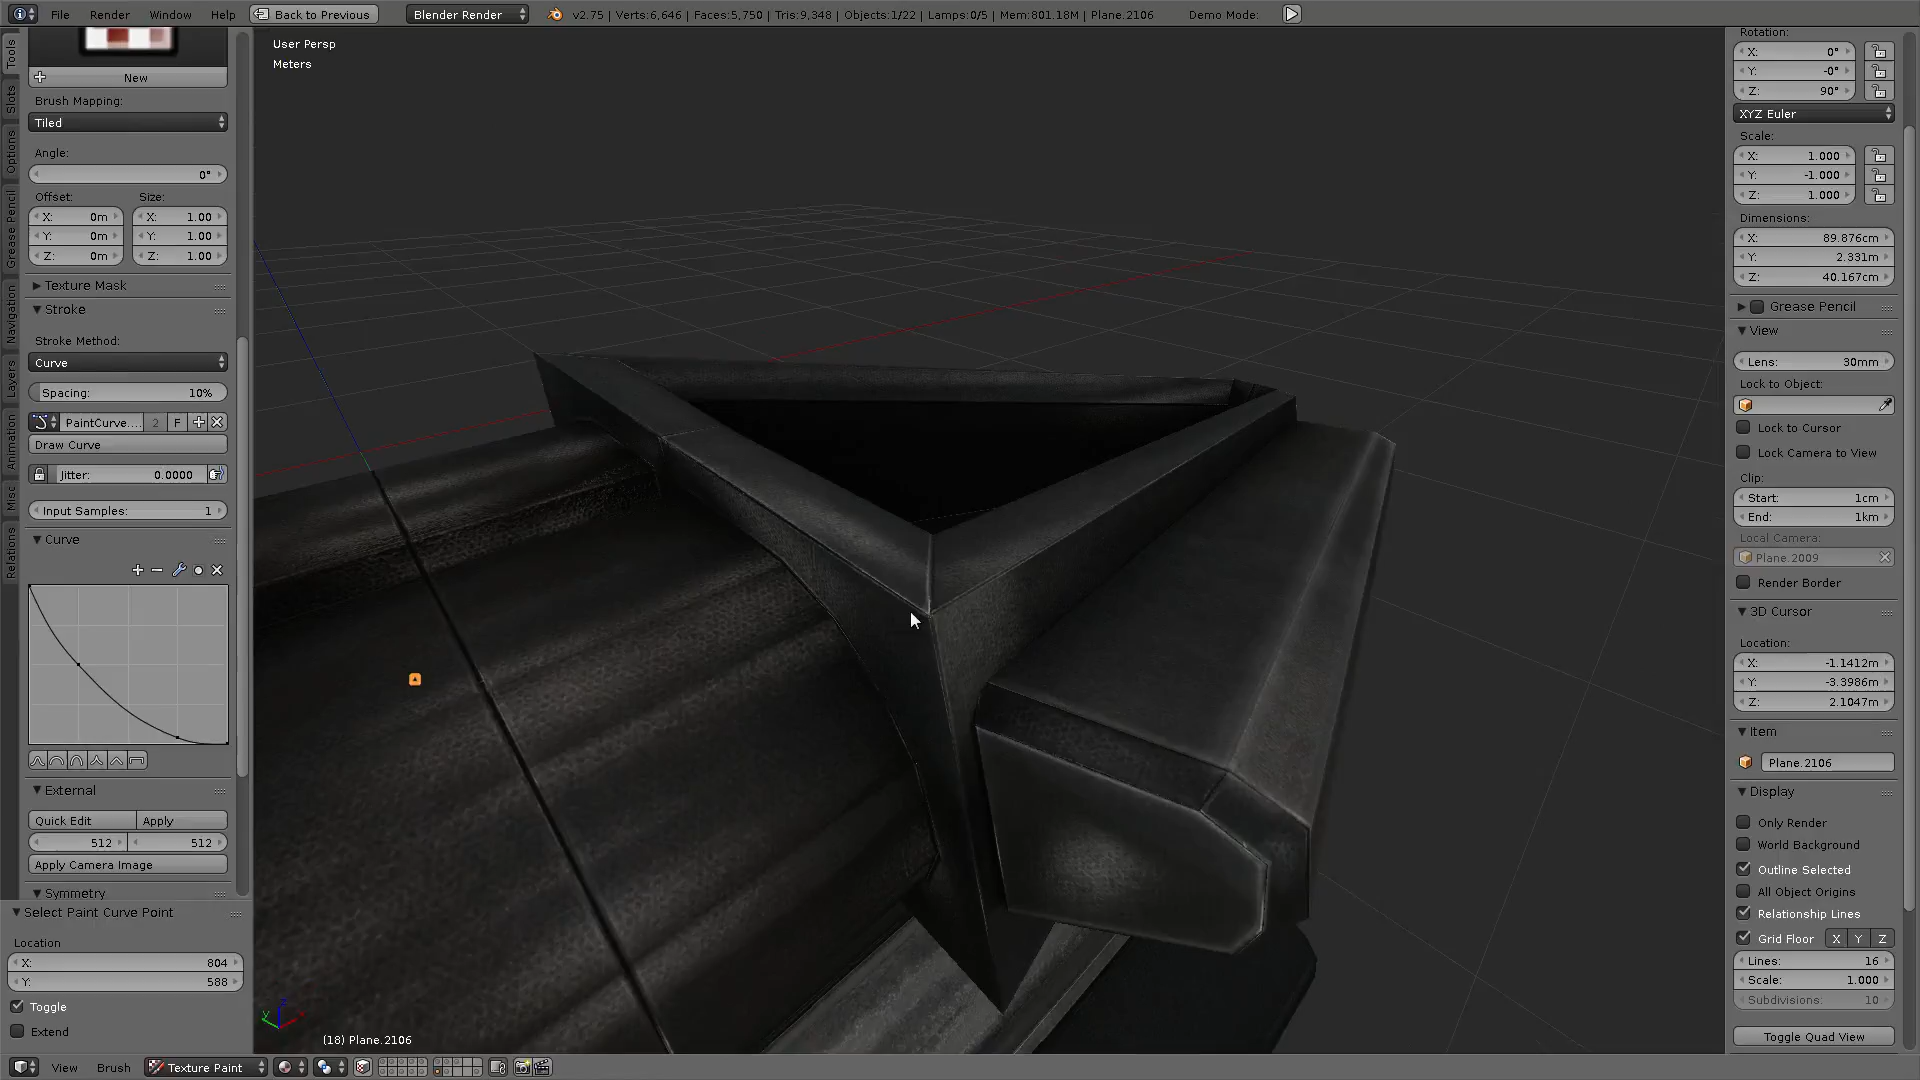 File Render Window Help Back to Previous Blender Render v2.75 | Verts:6,646 | Faces:5,750 | Tris:9,348 | Objects:1/22 | Lamps:0/5 | Mem:801.18M | Plane.2106 Demo Mode:
Tools
Slots
Options
Grease Pencil
Navigation
Layers
Animation
Misc
Relations
New
Brush Mapping:
Tiled
Angle:
0°
Offset: Size:
X: 0m X: 1.00
Y: 0m Y: 1.00
Z: 0m Z: 1.00
Texture Mask
Stroke
Stroke Method:
Curve
Spacing: 10%
PaintCurve.... 2 F
Draw Curve
Jitter: 0.0000
Input Samples: 1
Curve
External
Quick Edit Apply
512 512
Apply Camera Image
Symmetry
Select Paint Curve Point
Location
X: 804
Y: 588
Toggle
Extend
User Persp
Meters
z
y
(18) Plane.2106
View Brush Texture Paint
Rotation:
X: 0°
Y: -0°
Z: 90°
XYZ Euler
Scale:
X: 1.000
Y: -1.000
Z: 1.000
Dimensions:
X: 89.876cm
Y: 2.331m
Z: 40.167cm
Grease Pencil
View
Lens: 30mm
Lock to Object:
Lock to Cursor
Lock Camera to View
Clip:
Start: 1cm
End: 1km
Local Camera:
Plane.2009
Render Border
3D Cursor
Location:
X: -1.1412m
Y: -3.3986m
Z: 2.1047m
Item
Plane.2106
Display
Only Render
World Background
Outline Selected
All Object Origins
Relationship Lines
Grid Floor X Y Z
Lines: 16
Scale: 1.000
Subdivisions: 10
Toggle Quad View